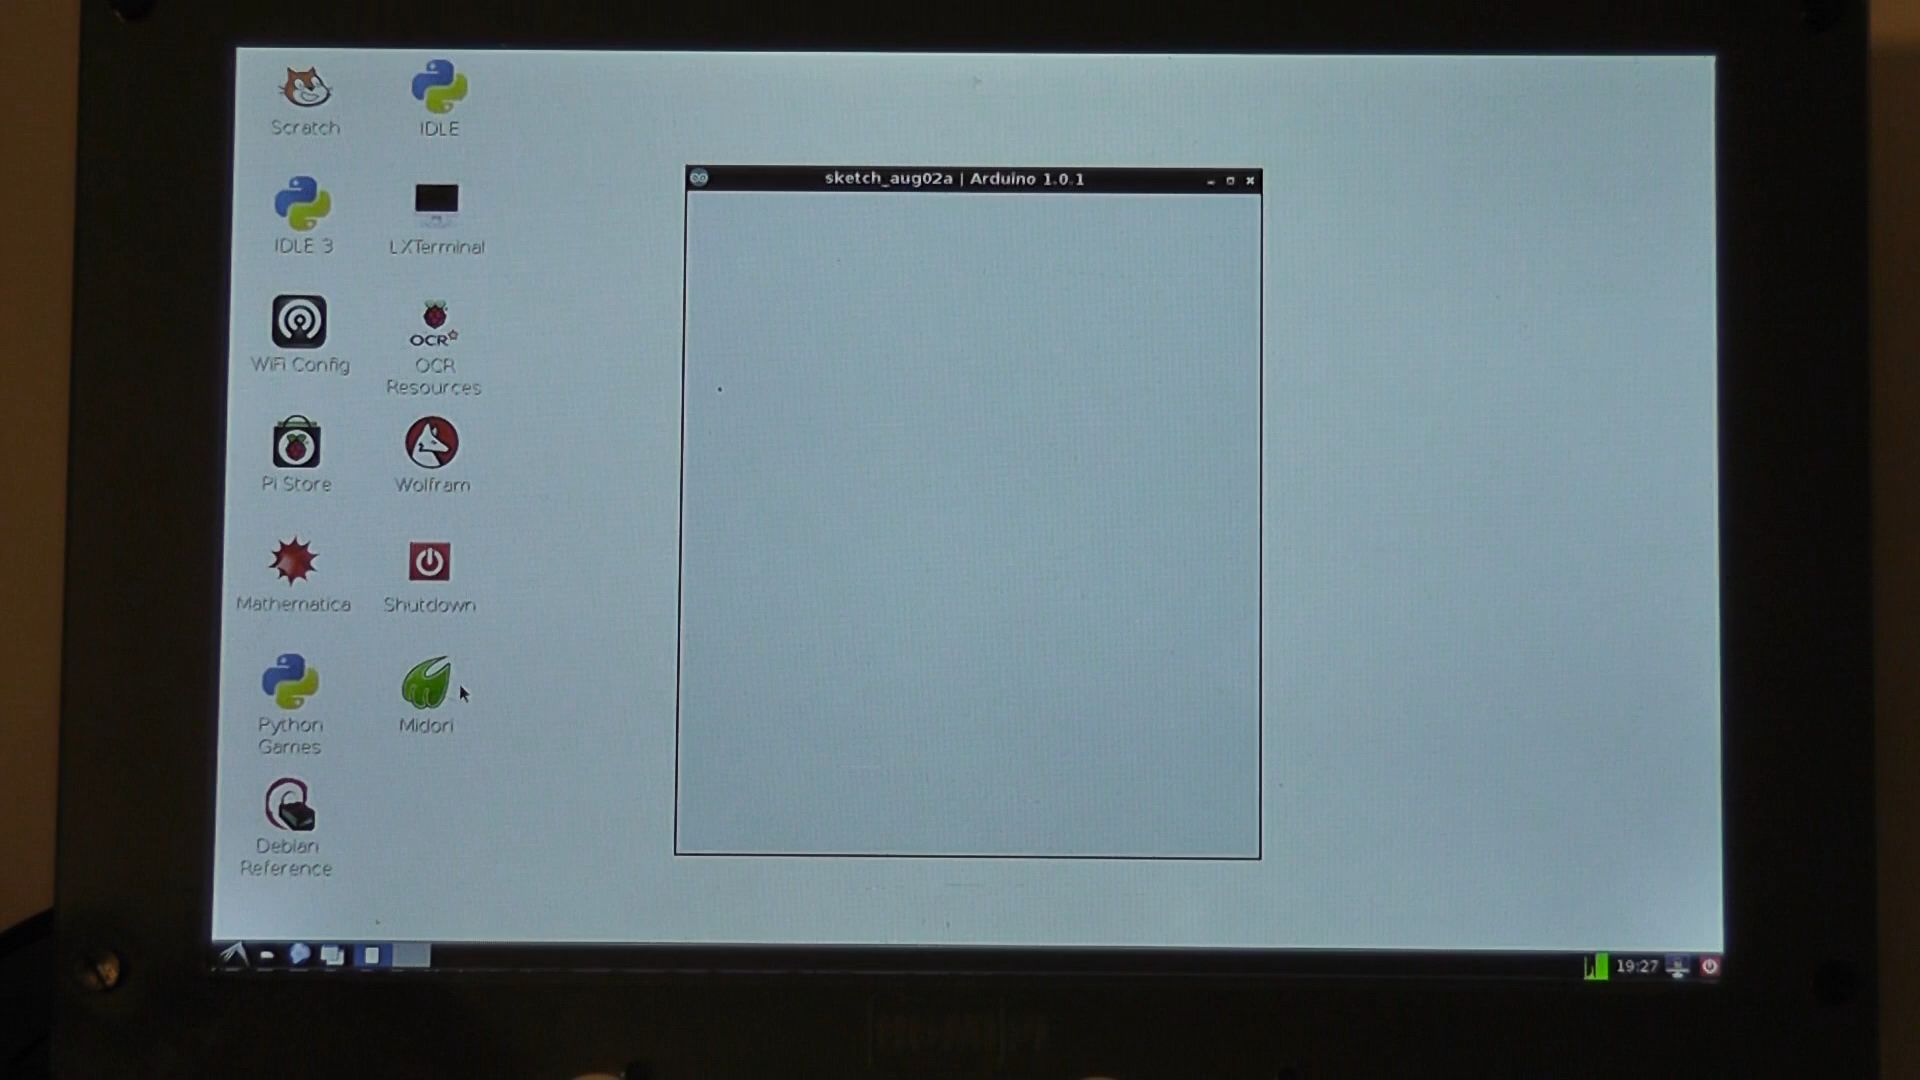 Scratch
IDLE
sketch_aug02a | Arduino 1.0.1
IDLE 3
LXTerminal
WiFi Config
OCR
OCR
Resources
Pi Store
Wolfram
Mathematica
Shutdown
Python
Games
Midori
Debian
Reference
19:27